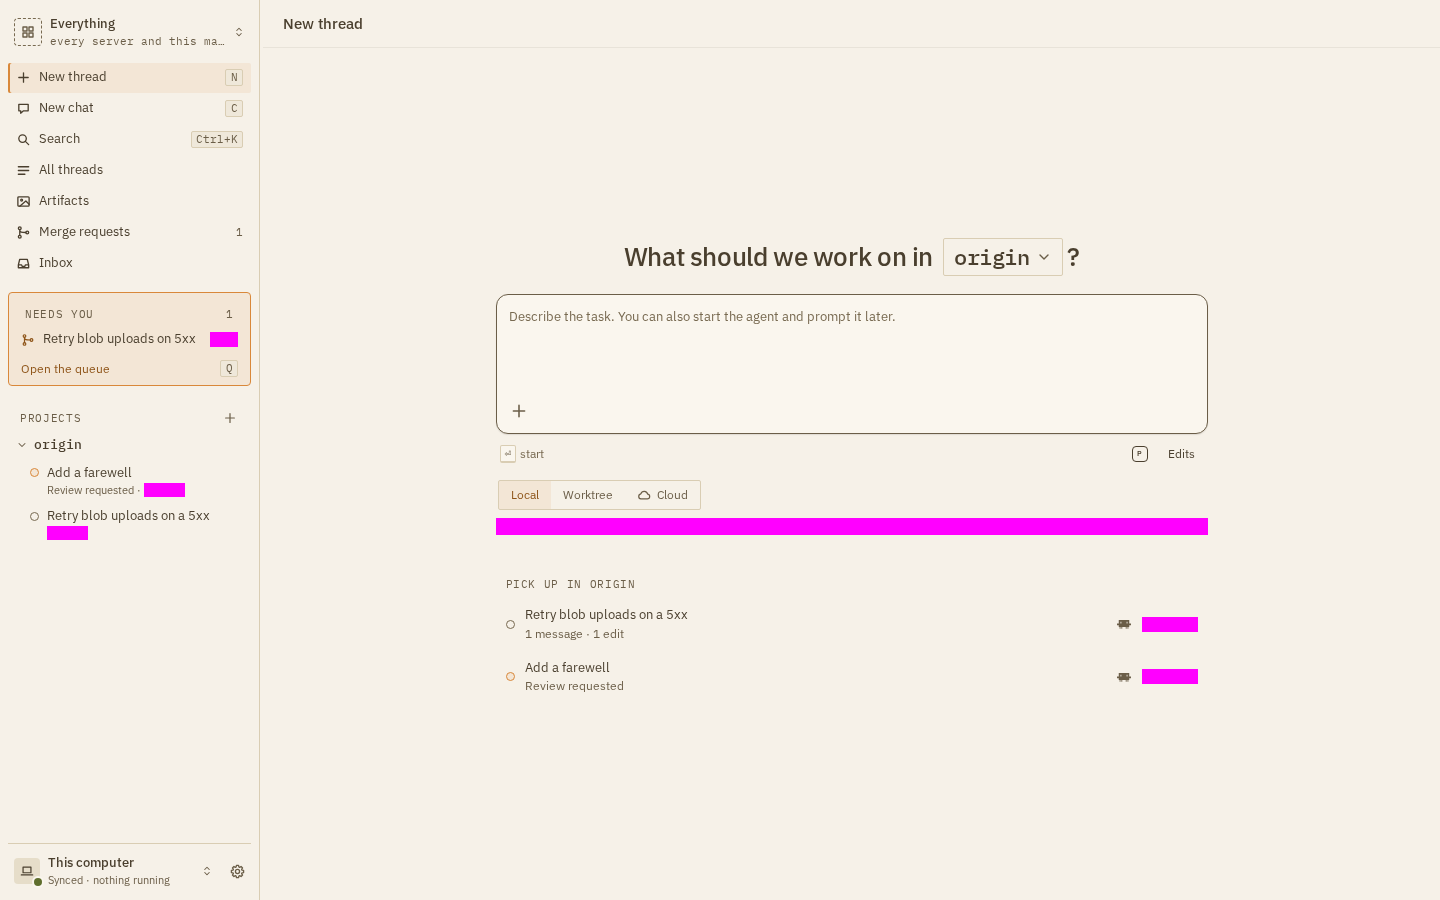 Everything
every server and this ma…
New thread N
New chat C
Search Ctrl+K
All threads
Artifacts
Merge requests 1
Inbox
NEEDS YOU 1
Retry blob uploads on 5xx
Open the queue Q
PROJECTS
origin
Add a farewell
Review requested ·
Retry blob uploads on a 5xx
This computer
Synced · nothing running
New thread
What should we work on in origin ?
Describe the task. You can also start the agent and prompt it later.
⏎ start
P Edits
Local Worktree Cloud
PICK UP IN ORIGIN
Retry blob uploads on a 5xx
1 message · 1 edit
Add a farewell
Review requested